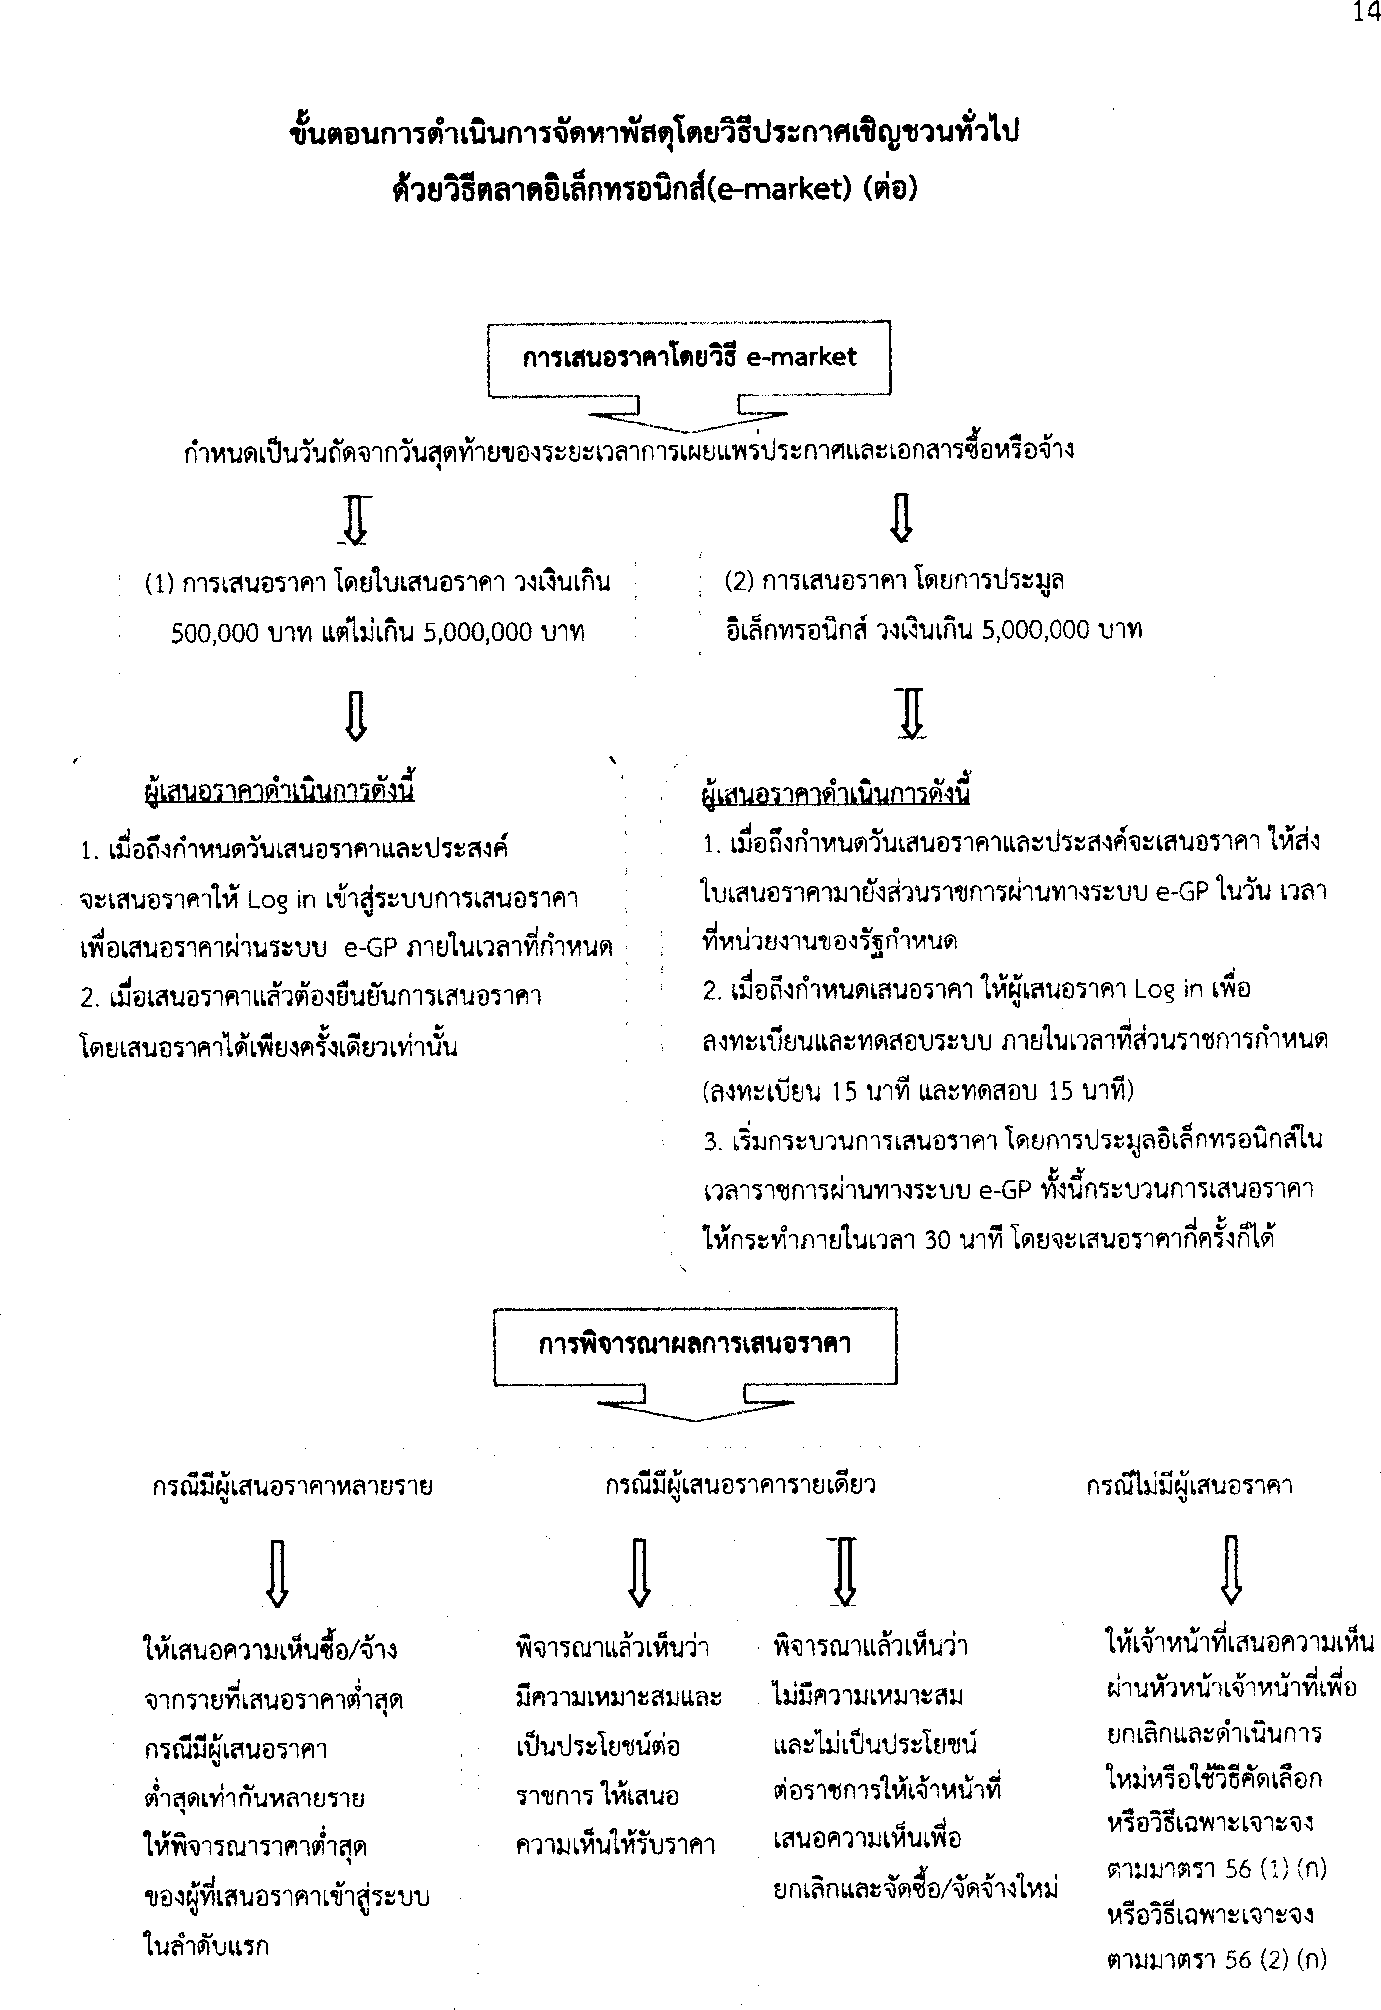 14
ขั้นตอนการดำเนินการจัดหาพัสดุโดยวิธีประกาศเชิญชวนทั่วไป
ด้วยวิธีตลาดอิเล็กทรอนิกส์(e-market) (ต่อ)
การเสนอราคาโดยวิธี e-market
กำหนดเป็นวันถัดจากวันสุดท้ายของระยะเวลาการเผยแพร่ประกาศและเอกสารซื้อหรือจ้าง
(1) การเสนอราคา โดยใบเสนอราคา วงเงินเกิน
500,000 บาท แต่ไม่เกิน 5,000,000 บาท
(2) การเสนอราคา โดยการประมูล
อิเล็กทรอนิกส์ วงเงินเกิน 5,000,000 บาท
ผู้เสนอราคาดำเนินการดังนี้
1. เมื่อถึงกำหนดวันเสนอราคาและประสงค์
จะเสนอราคาให้ Log in เข้าสู่ระบบการเสนอราคา
เพื่อเสนอราคาผ่านระบบ e-GP ภายในเวลาที่กำหนด
2. เมื่อเสนอราคาแล้วต้องยืนยันการเสนอราคา
โดยเสนอราคาได้เพียงครั้งเดียวเท่านั้น
ผู้เสนอราคาดำเนินการดังนี้
1. เมื่อถึงกำหนดวันเสนอราคาและประสงค์จะเสนอราคา ให้ส่ง
ใบเสนอราคามายังส่วนราชการผ่านทางระบบ e-GP ในวัน เวลา
ที่หน่วยงานของรัฐกำหนด
2. เมื่อถึงกำหนดเสนอราคา ให้ผู้เสนอราคา Log in เพื่อ
ลงทะเบียนและทดสอบระบบ ภายในเวลาที่ส่วนราชการกำหนด
(ลงทะเบียน 15 นาที และทดสอบ 15 นาที)
3. เริ่มกระบวนการเสนอราคา โดยการประมูลอิเล็กทรอนิกส์ใน
เวลาราชการผ่านทางระบบ e-GP ทั้งนี้กระบวนการเสนอราคา
ให้กระทำภายในเวลา 30 นาที โดยจะเสนอราคากี่ครั้งก็ได้
การพิจารณาผลการเสนอราคา
กรณีมีผู้เสนอราคาหลายราย
ให้เสนอความเห็นซื้อ/จ้าง
จากรายที่เสนอราคาต่ำสุด
กรณีมีผู้เสนอราคา
ต่ำสุดเท่ากันหลายราย
ให้พิจารณาราคาต่ำสุด
ของผู้ที่เสนอราคาเข้าสู่ระบบ
ในลำดับแรก
กรณีมีผู้เสนอราคารายเดียว
พิจารณาแล้วเห็นว่า
มีความเหมาะสมและ
เป็นประโยชน์ต่อ
ราชการ ให้เสนอ
ความเห็นให้รับราคา
พิจารณาแล้วเห็นว่า
ไม่มีความเหมาะสม
และไม่เป็นประโยชน์
ต่อราชการให้เจ้าหน้าที่
เสนอความเห็นเพื่อ
ยกเลิกและจัดซื้อ/จัดจ้างใหม่
กรณีไม่มีผู้เสนอราคา
ให้เจ้าหน้าที่เสนอความเห็น
ผ่านหัวหน้าเจ้าหน้าที่เพื่อ
ยกเลิกและดำเนินการ
ใหม่หรือใช้วิธีคัดเลือก
หรือวิธีเฉพาะเจาะจง
ตามมาตรา 56 (1) (ก)
หรือวิธีเฉพาะเจาะจง
ตามมาตรา 56 (2) (ก)